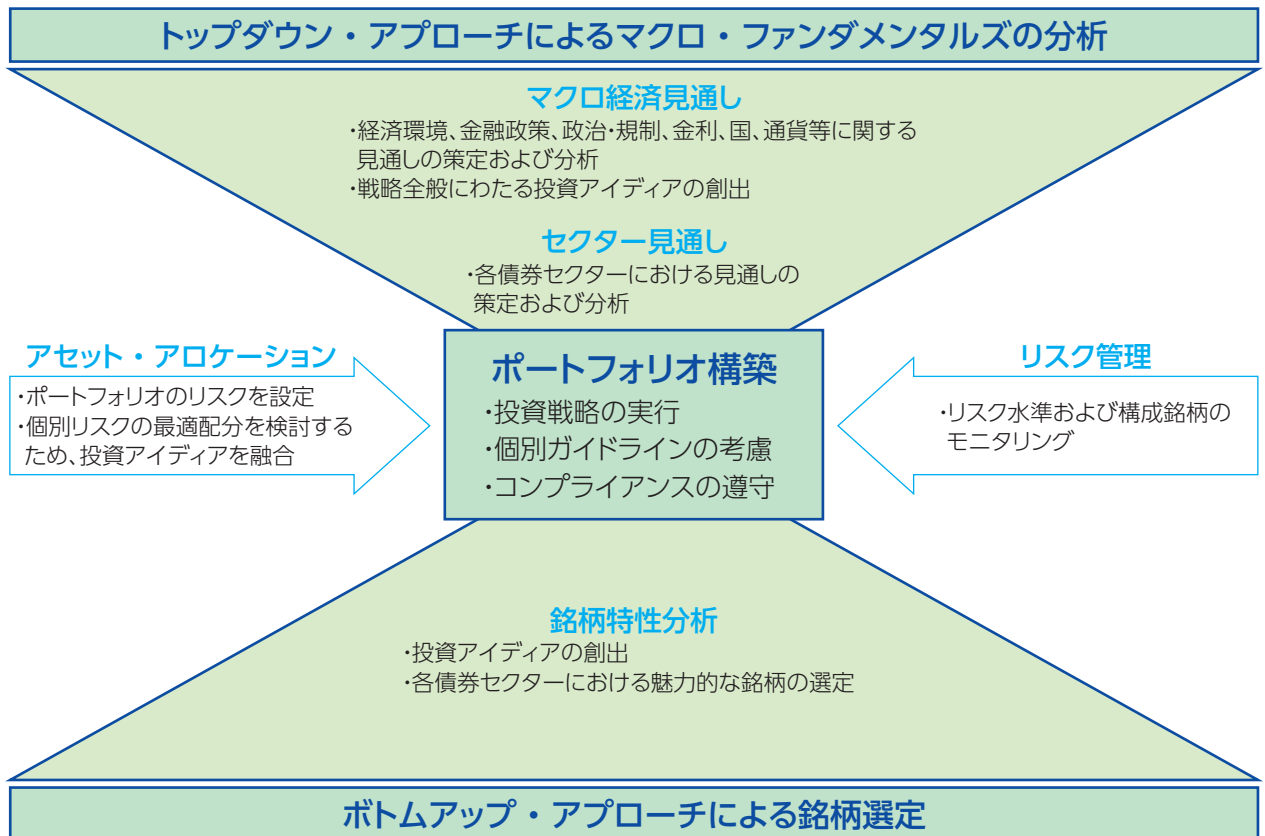 トップダウン・アプローチによるマクロ・ファンダメンタルズの分析
マクロ経済見通し
・経済環境、金融政策、政治・規制、金利、国、通貨等に関する
見通しの策定および分析
・戦略全般にわたる投資アイディアの創出
セクター見通し
・各債券セクターにおける見通しの
策定および分析
アセット・アロケーション
・ポートフォリオのリスクを設定
・個別リスクの最適配分を検討する
ため、投資アイディアを融合
ポートフォリオ構築
・投資戦略の実行
・個別ガイドラインの考慮
・コンプライアンスの遵守
リスク管理
・リスク水準および構成銘柄の
モニタリング
銘柄特性分析
・投資アイディアの創出
・各債券セクターにおける魅力的な銘柄の選定
ボトムアップ・アプローチによる銘柄選定